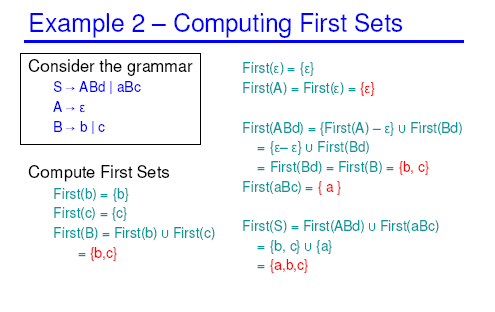 Example 2 – Computing First Sets
Consider the grammar
S → ABd | aBc
A → ε
B → b | c
Compute First Sets
First(b) = {b}
First(c) = {c}
First(B) = First(b) ∪ First(c)
= {b,c}
First(ε) = {ε}
First(A) = First(ε) = {ε}
First(ABd) = {First(A) – ε} ∪ First(Bd)
= {ε– ε} ∪ First(Bd)
= First(Bd) = First(B) = {b, c}
First(aBc) = { a }
First(S) = First(ABd) ∪ First(aBc)
= {b, c} ∪ {a}
= {a,b,c}